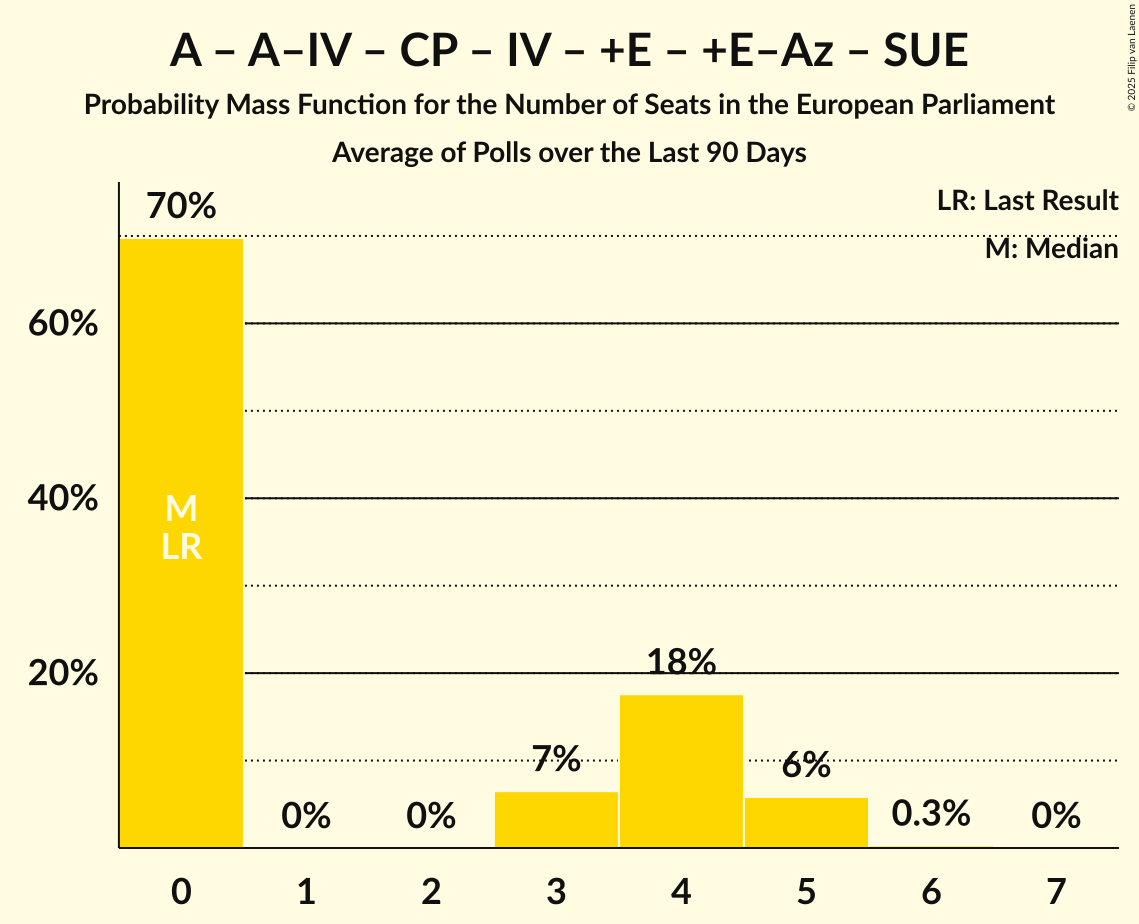 A – A–IV – CP – IV – +E – +E–Az – SUE
Probability Mass Function for the Number of Seats in the European Parliament
Average of Polls over the Last 90 Days
© 2025 Filip van Laenen
LR: Last Result
M: Median
70%
60%
40%
20%
M
LR
0%
0%
7%
18%
6%
0.3%
0%
0 1 2 3 4 5 6 7